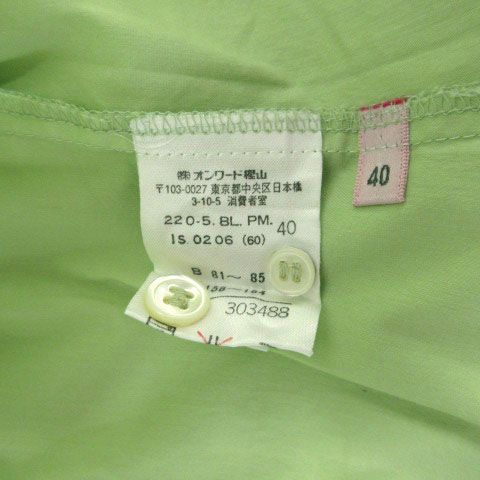 ㈱オンワード樫山
〒103-0027 東京都中央区日本橋
3-10-5 消費者室
220-5. BL. PM. 40
IS 0206 (60)
B 81～85
303488
40